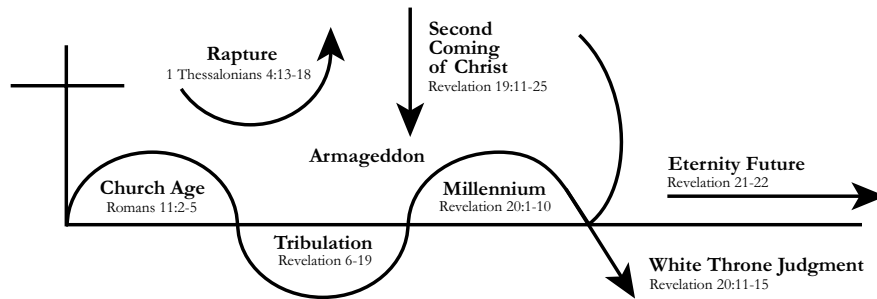 Rapture
1 Thessalonians 4:13-18
Second
Coming
of Christ
Revelation 19:11-25
Armageddon
Church Age
Romans 11:2-5
Millennium
Revelation 20:1-10
Eternity Future
Revelation 21-22
Tribulation
Revelation 6-19
White Throne Judgment
Revelation 20:11-15